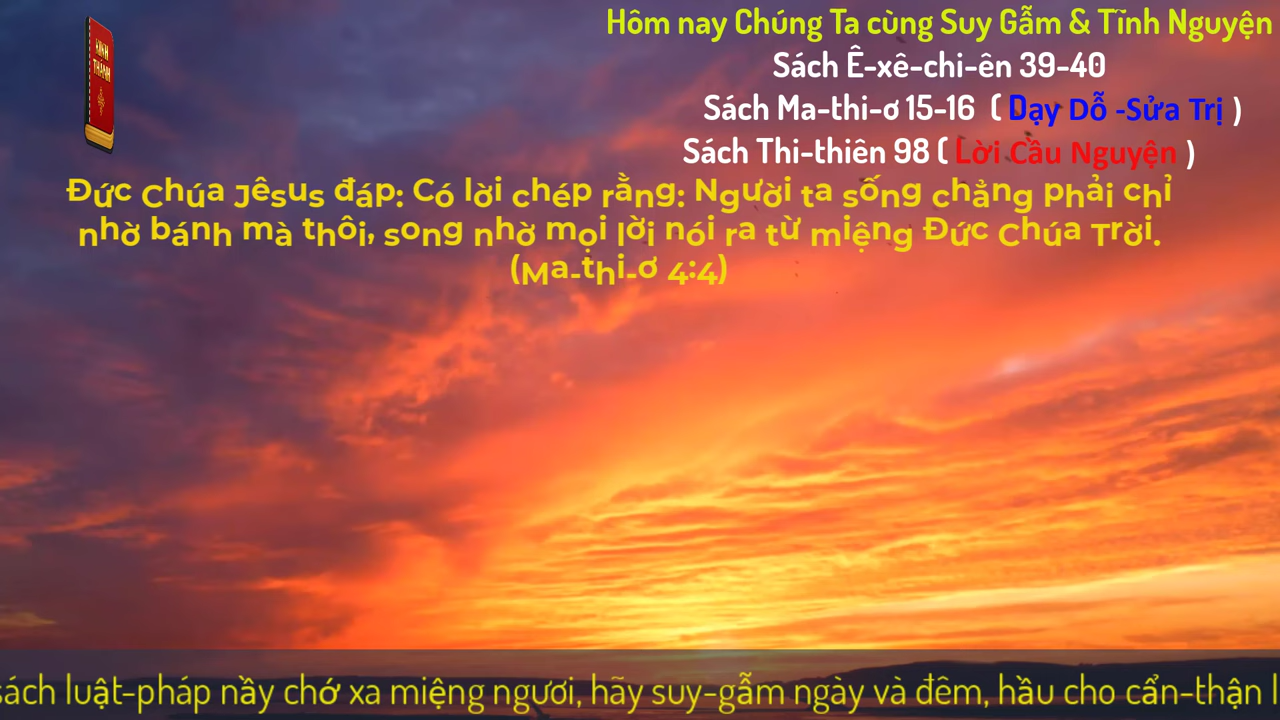 Hôm nay Chúng Ta cùng Suy Gẫm & Tĩnh Nguyện
Sách Ê-xê-chi-ên 39-40
Sách Ma-thi-ơ 15-16 ( Dạy Dỗ -Sửa Trị )
Sách Thi-thiên 98 ( Lời Cầu Nguyện )
KINH
THÁNH
Đức Chúa Jêsus đáp: Có lời chép rằng: Người ta sống chẳng phải chỉ
nhờ bánh mà thôi, song nhờ mọi lời nói ra từ miệng Đức Chúa Trời.
(Ma-thi-ơ 4:4)
sách luật-pháp nầy chớ xa miệng ngươi, hãy suy-gẫm ngày và đêm, hầu cho cẩn-thận